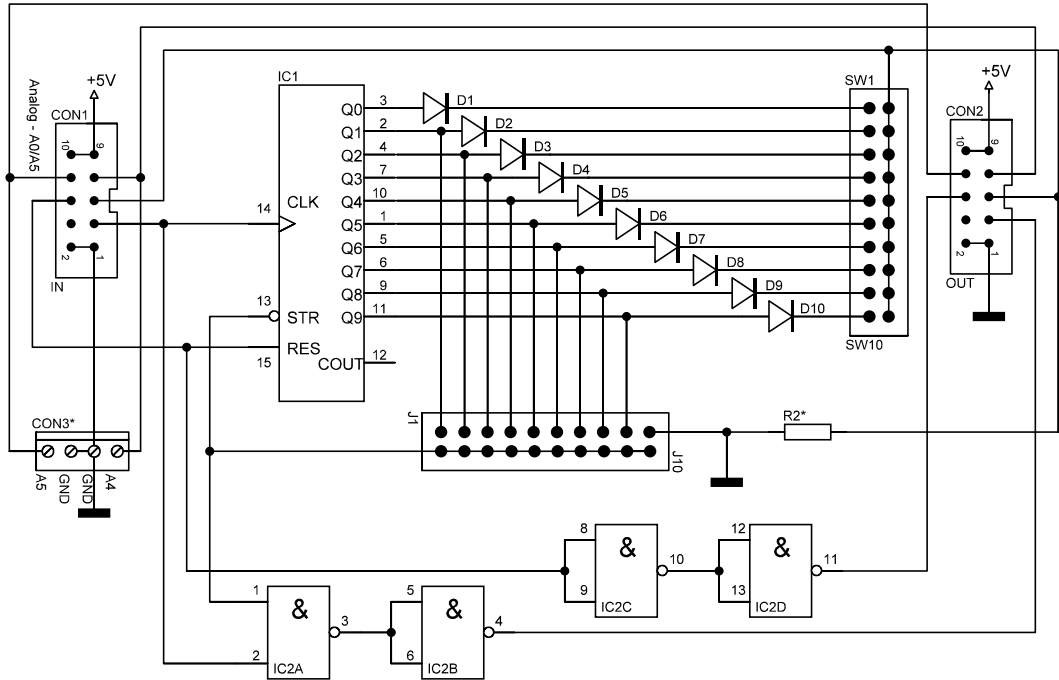 IC1
SW1
+5V
+5V
Analog - A0/A5
CON1
CON2
10
9
2
1
IN
10
9
2
1
OUT
14
CLK
13
STR
RES
15
Q0 3
Q1 2
Q2 4
Q3 7
Q4 10
Q5 1
Q6 5
Q7 6
Q8 9
Q9 11
COUT 12
D1
D2
D3
D4
D5
D6
D7
D8
D9
D10
SW10
CON3*
A5
GND
GND
A4
J1
J10
R2*
8
9
&
IC2C
10
12
13
&
IC2D
11
1
2
&
IC2A
3
5
6
&
IC2B
4